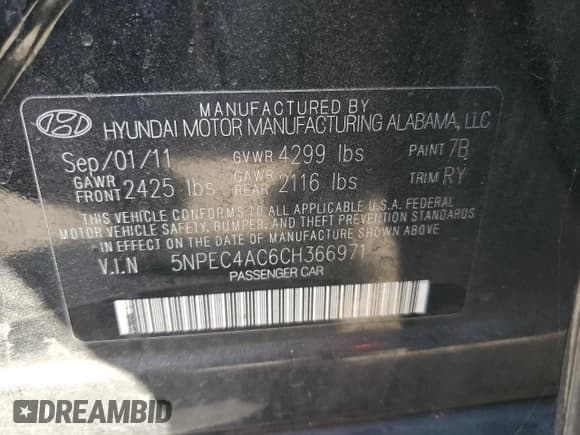 MANUFACTURED BY
HYUNDAI MOTOR MANUFACTURING ALABAMA, LLC
Sep/01/11 GVWR 4299 lbs PAINT 7B
GAWR FRONT 2425 lbs GAWR REAR 2116 lbs TRIM RY
THIS VEHICLE CONFORMS TO ALL APPLICABLE U.S.A. FEDERAL
MOTOR VEHICLE SAFETY, BUMPER, AND THEFT PREVENTION STANDARDS
IN EFFECT ON THE DATE OF MANUFACTURE SHOWN ABOVE.
V.I.N 5NPEC4AC6CH366971
PASSENGER CAR
DREAMBID